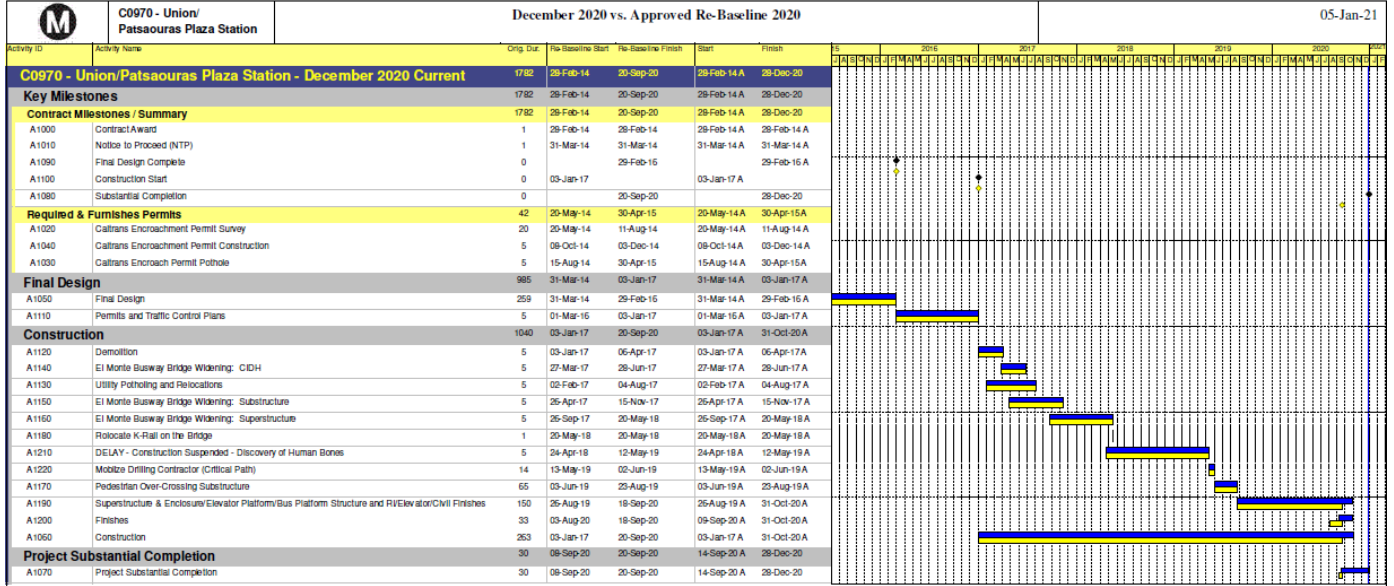 M C0970 - Union/ December 2020 vs. Approved Re-Baseline 2020 05-Jan-21
Patsaouras Plaza Station
Activity ID Activity Name Orig. Dur. Re-Baseline Start Re-Baseline Finish Start Finish 15 2016 2017 2018 2019 2020 2021
J A S O N D J F M A M J J A S O N D J F M A M J J A S O N D J F M A M J J A S O N D J F M A M J J A S O N D J F M A M J J A S O N D J F
C0970 - Union/Patsaouras Plaza Station - December 2020 Current 1782 28-Feb-14 20-Sep-20 28-Feb-14 A 28-Dec-20
Key Milestones 1782 28-Feb-14 20-Sep-20 28-Feb-14 A 28-Dec-20
Contract Milestones / Summary 1782 28-Feb-14 20-Sep-20 28-Feb-14 A 28-Dec-20
A1000 Contract Award 1 28-Feb-14 28-Feb-14 28-Feb-14 A 28-Feb-14 A
A1010 Notice to Proceed (NTP) 1 31-Mar-14 31-Mar-14 31-Mar-14 A 31-Mar-14 A
A1090 Final Design Complete 0 29-Feb-16 29-Feb-16 A
A1100 Construction Start 0 03-Jan-17 03-Jan-17 A
A1080 Substantial Completion 0 20-Sep-20 28-Dec-20
Required & Furnishes Permits 42 20-May-14 30-Apr-15 20-May-14 A 30-Apr-15 A
A1020 Caltrans Encroachment Permit Survey 20 20-May-14 11-Aug-14 20-May-14 A 11-Aug-14 A
A1040 Caltrans Encroachment Permit Construction 5 08-Oct-14 03-Dec-14 08-Oct-14 A 03-Dec-14 A
A1030 Caltrans Encroach Permit Pothole 5 15-Aug-14 30-Apr-15 15-Aug-14 A 30-Apr-15 A
Final Design 985 31-Mar-14 03-Jan-17 31-Mar-14 A 03-Jan-17 A
A1050 Final Design 259 31-Mar-14 29-Feb-16 31-Mar-14 A 29-Feb-16 A
A1110 Permits and Traffic Control Plans 5 01-Mar-16 03-Jan-17 01-Mar-16 A 03-Jan-17 A
Construction 1040 03-Jan-17 20-Sep-20 03-Jan-17 A 31-Oct-20 A
A1120 Demolition 5 03-Jan-17 06-Apr-17 03-Jan-17 A 06-Apr-17 A
A1140 El Monte Busway Bridge Widening: CIDH 5 27-Mar-17 28-Jun-17 27-Mar-17 A 28-Jun-17 A
A1130 Utility Potholing and Relocations 5 02-Feb-17 04-Aug-17 02-Feb-17 A 04-Aug-17 A
A1150 El Monte Busway Bridge Widening: Substructure 5 26-Apr-17 15-Nov-17 26-Apr-17 A 15-Nov-17 A
A1160 El Monte Busway Bridge Widening: Superstructure 5 26-Sep-17 20-May-18 26-Sep-17 A 20-May-18 A
A1180 Rolocate K-Rail on the Bridge 1 20-May-18 20-May-18 20-May-18 A 20-May-18 A
A1210 DELAY - Construction Suspended - Discovery of Human Bones 5 24-Apr-18 12-May-19 24-Apr-18 A 12-May-19 A
A1220 Mobilze Drilling Contractor (Critical Path) 14 13-May-19 02-Jun-19 13-May-19 A 02-Jun-19 A
A1170 Pedestrian Over-Crossing Substructure 65 03-Jun-19 23-Aug-19 03-Jun-19 A 23-Aug-19 A
A1190 Superstructure & Enclosure/Elevator Platform/Bus Platform Structure and RI/Elevator/Civil Finishes 150 26-Aug-19 18-Sep-20 26-Aug-19 A 31-Oct-20 A
A1200 Finishes 33 03-Aug-20 18-Sep-20 09-Sep-20 A 31-Oct-20 A
A1060 Construction 263 03-Jan-17 20-Sep-20 03-Jan-17 A 31-Oct-20 A
Project Substantial Completion 30 08-Sep-20 20-Sep-20 14-Sep-20 A 28-Dec-20
A1070 Project Substantial Completion 30 08-Sep-20 20-Sep-20 14-Sep-20 A 28-Dec-20